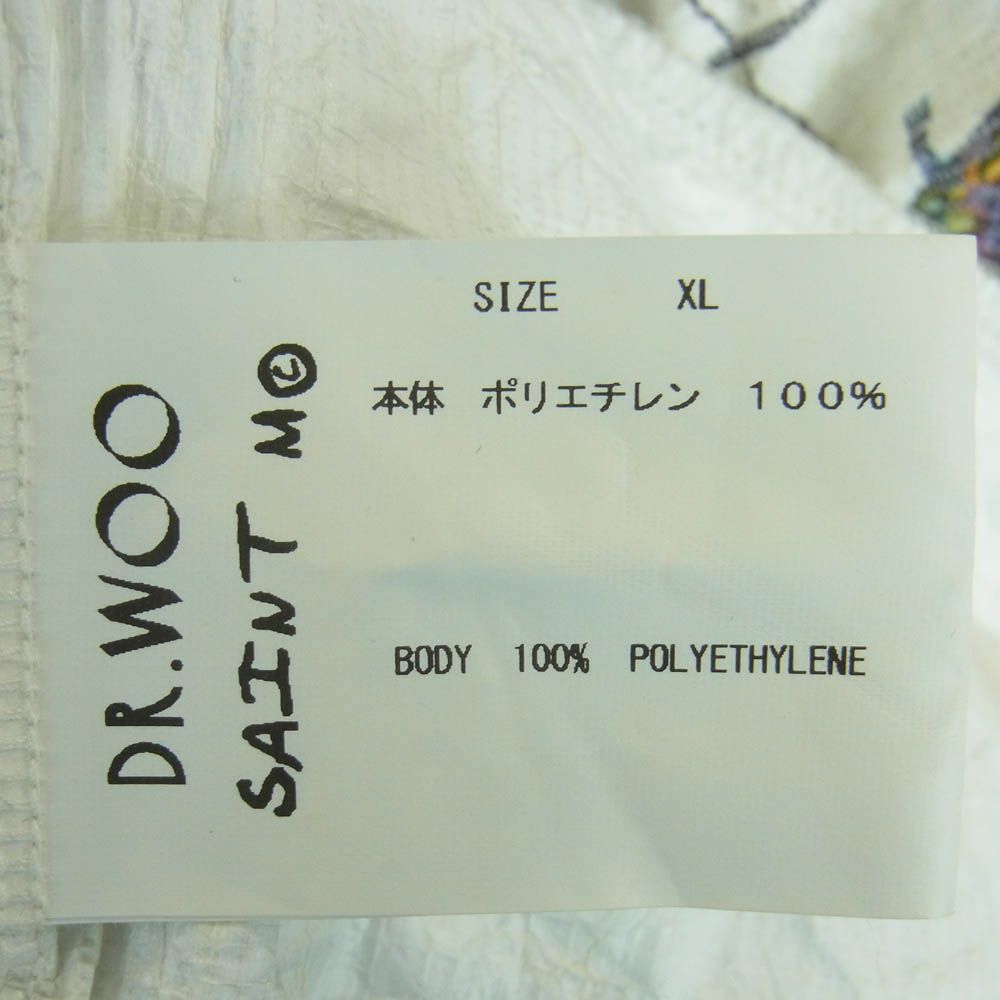 DR.WOO
SAINT M©
SIZE XL
本体 ポリエチレン 100%
BODY 100% POLYETHYLENE